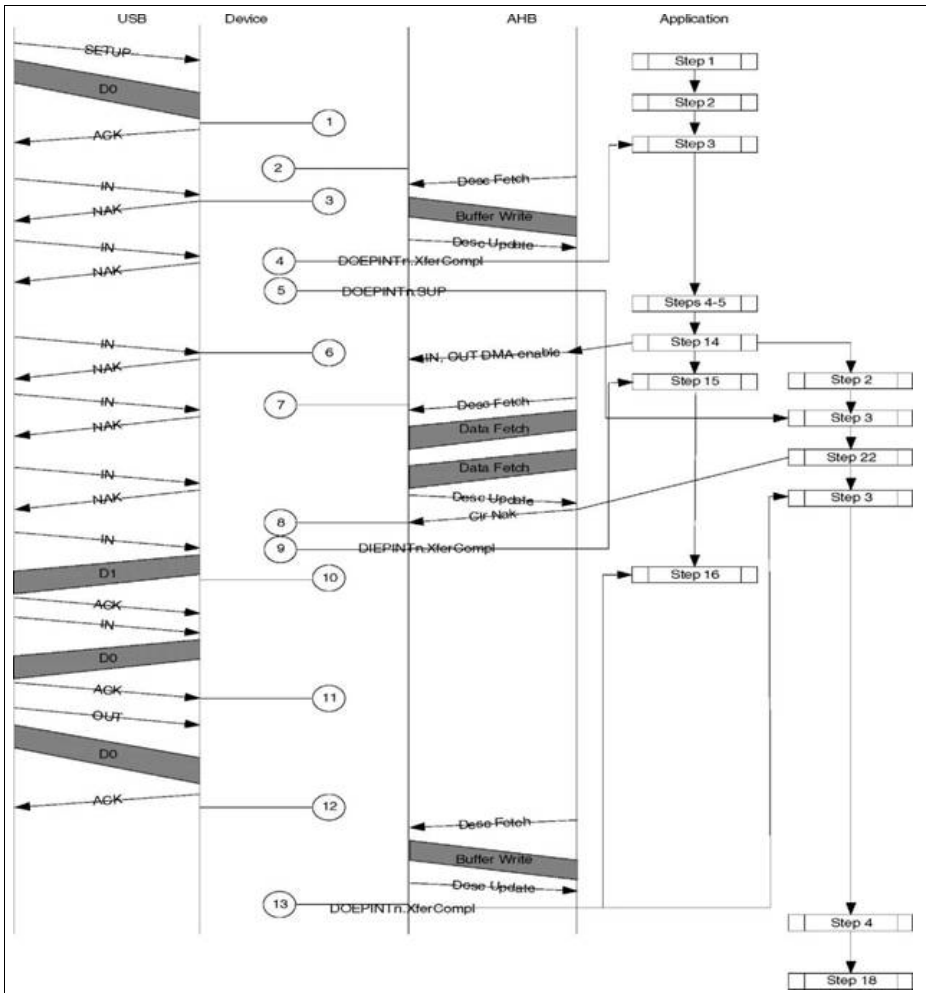 USB Device AHB Application
SETUP
Step 1
D0
Step 2
1
ACK
Step 3
2
Desc Fetch
IN
3
NAK
Buffer Write
IN
Desc Update
4
DOEPINTn.XferCompl
NAK
5
DOEPINTn.SUP
Steps 4-5
IN
6
IN, OUT DMA enable
Step 14
NAK
Step 15
Step 2
IN
7
Desc Fetch
Step 3
NAK
Data Fetch
Step 22
IN
Data Fetch
NAK
Desc Update
Step 3
Clr Nak
8
IN
9
DIEPINTn.XferCompl
D1
10
Step 16
ACK
IN
D0
ACK
11
OUT
D0
ACK
12
Desc Fetch
Buffer Write
Desc Update
13
DOEPINTn.XferCompl
Step 4
Step 18